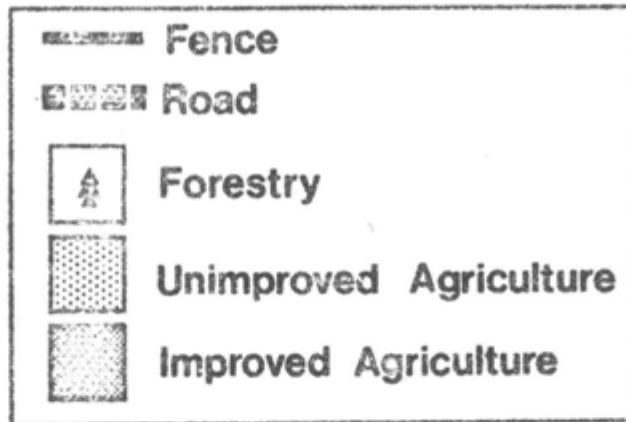 Fence
Road
Forestry
Unimproved Agriculture
Improved Agriculture